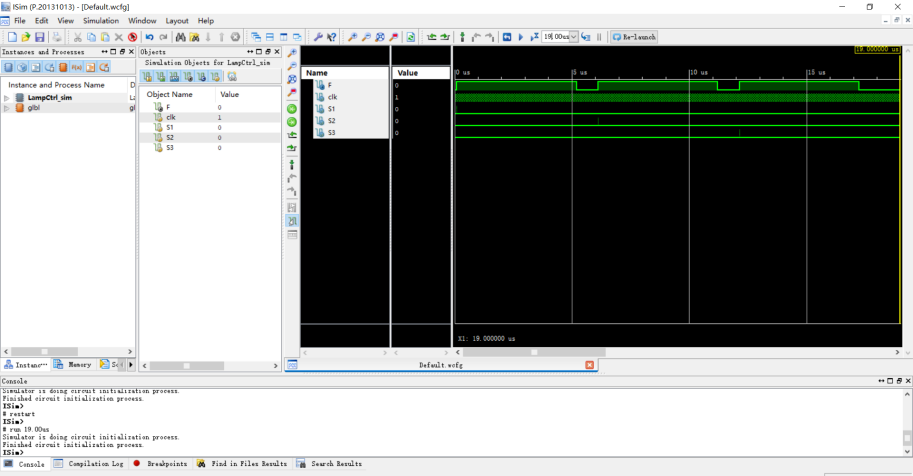 ISim (P.20131013) - [Default.wcfg]
File Edit View Simulation Window Layout Help
19.00us
Re-launch
Instances and Processes
Objects
Simulation Objects for LampCtrl_sim
Instance and Process Name
D
LampCtrl_sim
La
glbl
gl
Object Name Value
F 0
clk 1
S1 0
S2 0
S3 0
Name Value
F 0
clk 1
S1 0
S2 0
S3 0
19.000000 us
0 us 5 us 10 us 15 us
X1: 19.000000 us
Instanc··· Memory
Default.wcfg
Console
Simulator is doing circuit initialization process.
Finished circuit initialization process.
ISim>
# restart
ISim>
# run 19.00us
Simulator is doing circuit initialization process.
Finished circuit initialization process.
ISim>
Console Compilation Log Breakpoints Find in Files Results Search Results